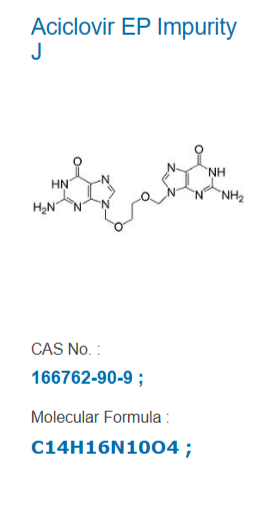 Aciclovir EP Impurity
J
O
O
HN
N
N
NH
H2N
N
N
O
O
N
N
NH2
CAS No. :
166762-90-9 ;
Molecular Formula :
C14H16N10O4 ;